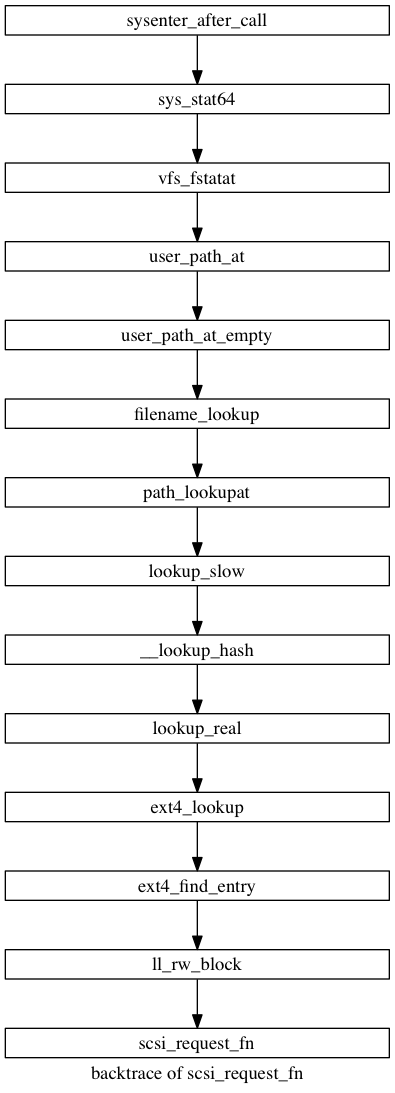 sysenter_after_call
sys_stat64
vfs_fstatat
user_path_at
user_path_at_empty
filename_lookup
path_lookupat
lookup_slow
__lookup_hash
lookup_real
ext4_lookup
ext4_find_entry
ll_rw_block
scsi_request_fn
backtrace of scsi_request_fn